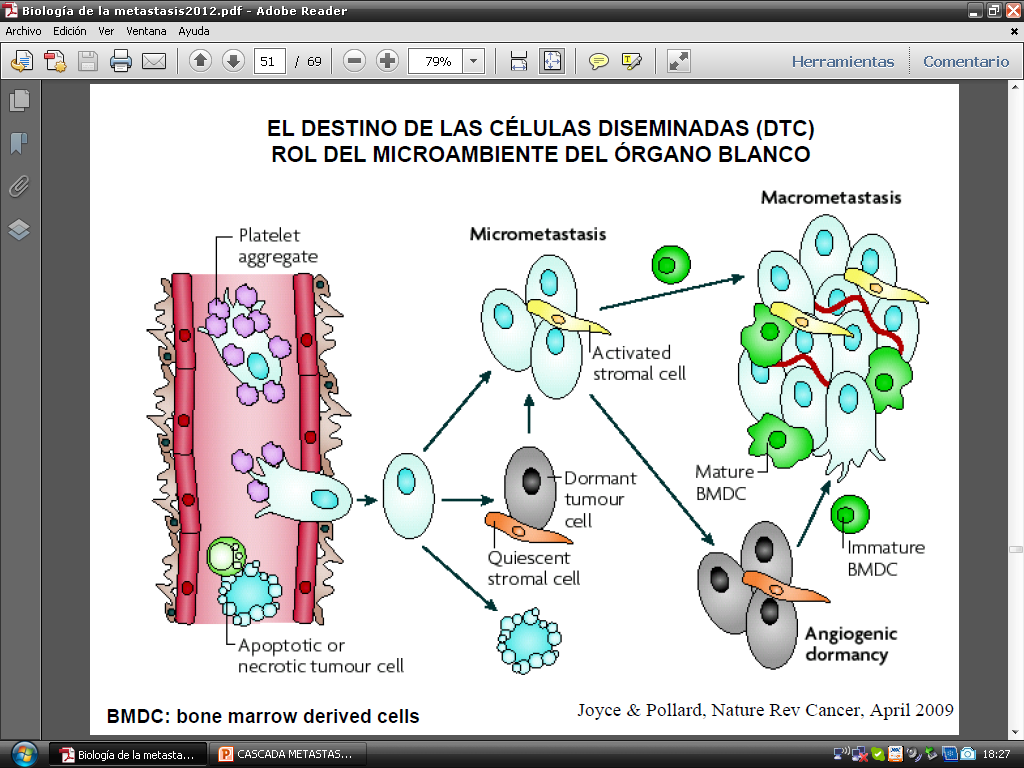 Biología de la metastasis2012.pdf - Adobe Reader
Archivo Edición Ver Ventana Ayuda
51 / 69 79% Herramientas Comentario
EL DESTINO DE LAS CÉLULAS DISEMINADAS (DTC)
ROL DEL MICROAMBIENTE DEL ÓRGANO BLANCO
Macrometastasis
Platelet
aggregate
Micrometastasis
Activated
stromal cell
Mature
BMDC
Dormant
tumour
cell
Quiescent
stromal cell
Immature
BMDC
Apoptotic or
necrotic tumour cell
Angiogenic
dormancy
BMDC: bone marrow derived cells
Joyce & Pollard, Nature Rev Cancer, April 2009
Biología de la metasta...
CASCADA METASTAS...
18:27